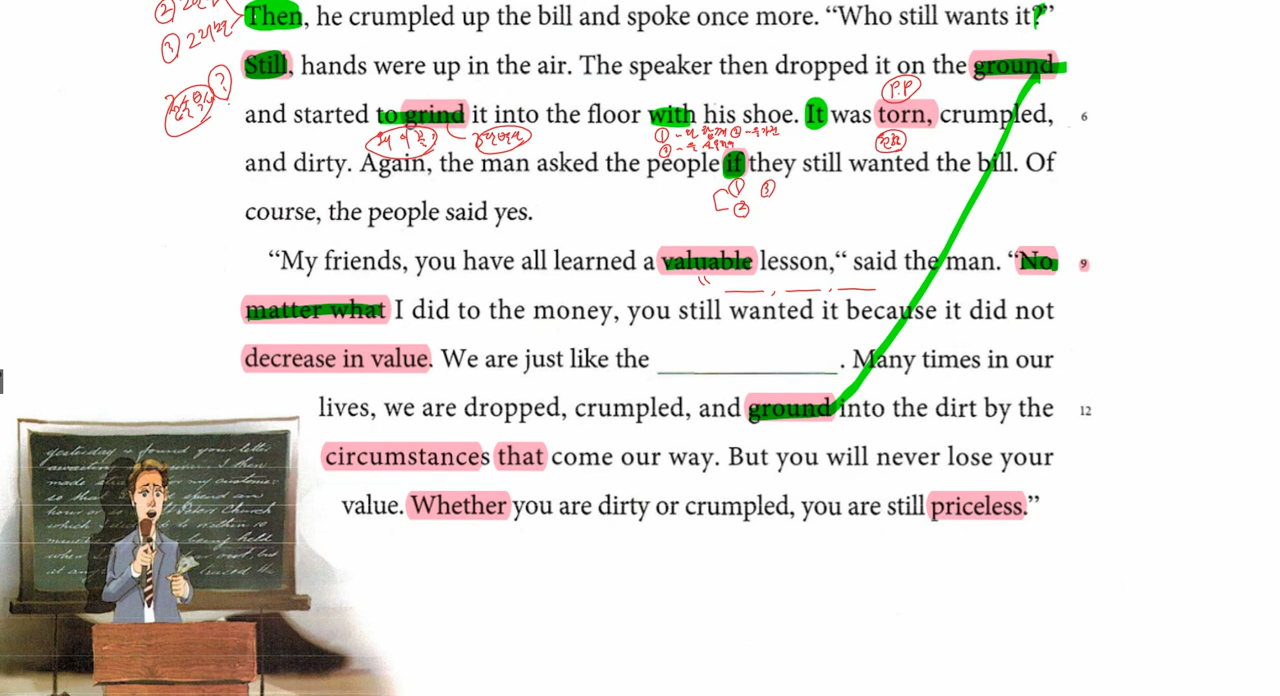 Then, he crumpled up the bill and spoke once more. “Who still wants it?”
③
Still, hands were up in the air. The speaker then dropped it on the ground
?
P.P
and started to grind it into the floor with his shoe. It was torn, crumpled, 6
and dirty. Again, the man asked the people if they still wanted the bill. Of
① ③
②
course, the people said yes.
“My friends, you have all learned a valuable lesson,“ said the man. “No 9
matter what I did to the money, you still wanted it because it did not
decrease in value. We are just like the ____________. Many times in our
lives, we are dropped, crumpled, and ground into the dirt by the 12
circumstances that come our way. But you will never lose your
value. Whether you are dirty or crumpled, you are still priceless.”